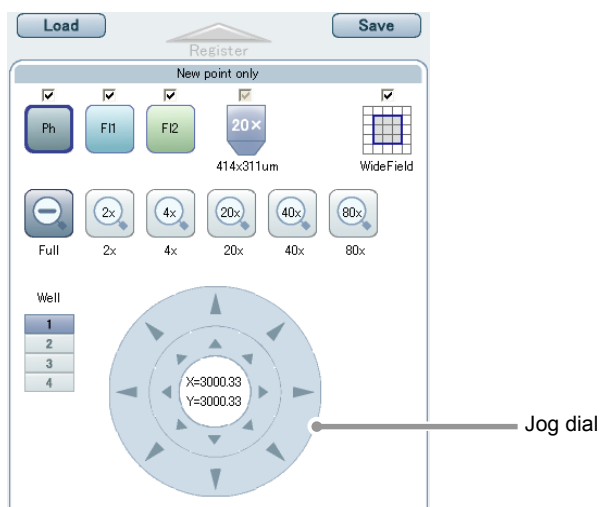 Load Save
Register
New point only
Ph Fl1 Fl2 20×
414x311um WideField
2x 4x 20x 40x 80x
Full 2x 4x 20x 40x 80x
Well
1
2
3
4
X=3000.33
Y=3000.33
Jog dial